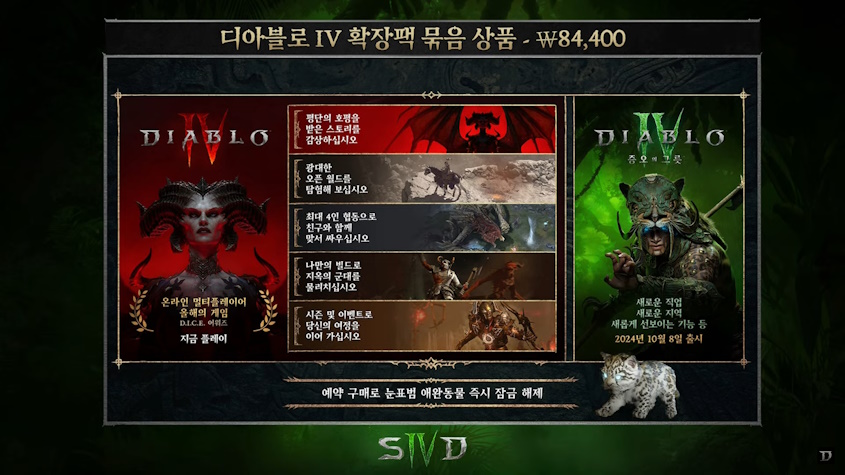 디아블로 IV 확장팩 묶음 상품 - ₩84,400
DIABLO
IV
온라인 멀티플레이어
올해의 게임
D.I.C.E. 어워즈
지금 플레이
평단의 호평을
받은 스토리를
감상하십시오
광대한
오픈 월드를
탐험해 보십시오
최대 4인 협동으로
친구와 함께
맞서 싸우십시오
나만의 빌드로
지옥의 군대를
물리치십시오
시즌 및 이벤트로
당신의 여정을
이어 가십시오
DIABLO
IV
증오의 그릇
새로운 직업
새로운 지역
새롭게 선보이는 기능 등
2024년 10월 8일 출시
예약 구매로 눈표범 애완동물 즉시 잠금 해제
SIVD
D